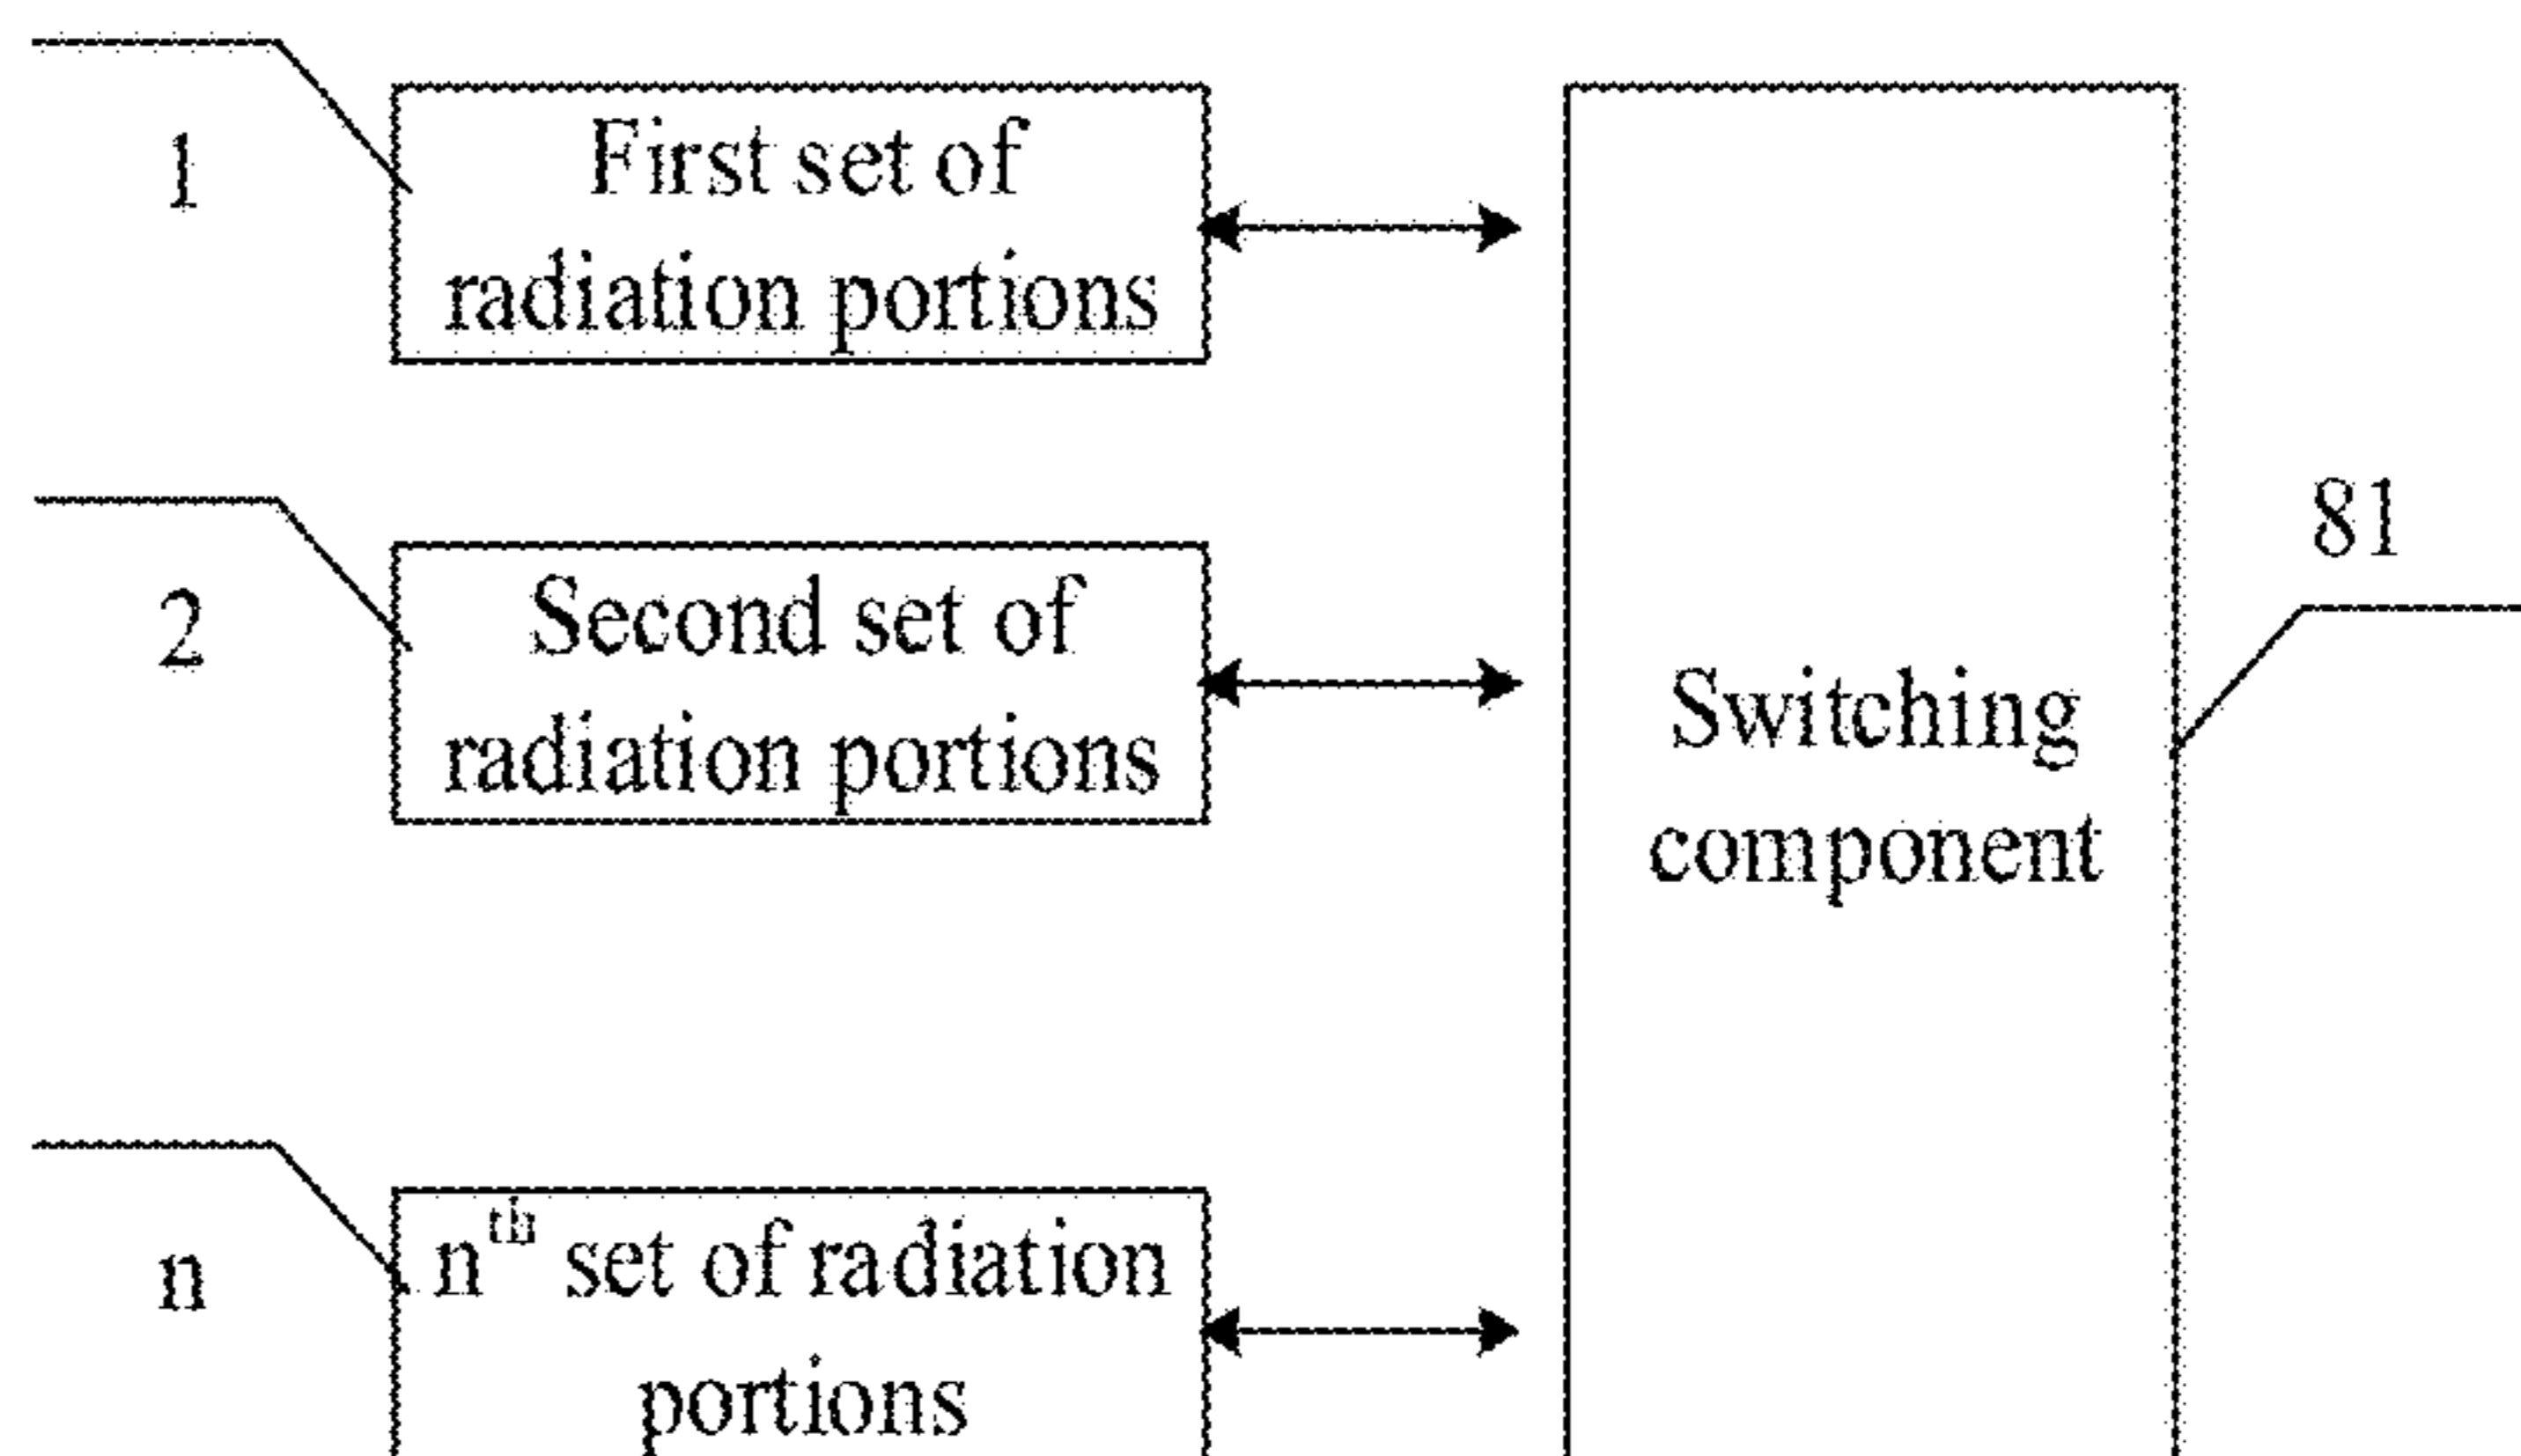 1
First set of
radiation portions
2
Second set of
radiation portions
81
Switching
component
n
nth set of radiation
portions